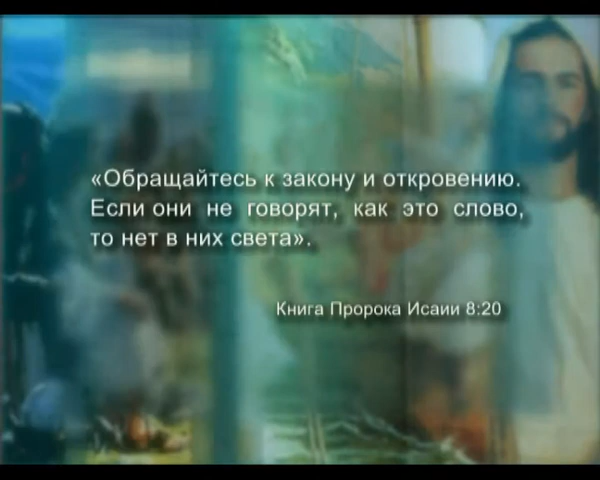 «Обращайтесь к закону и откровению.
Если они не говорят, как это слово,
то нет в них света».
Книга Пророка Исаии 8:20